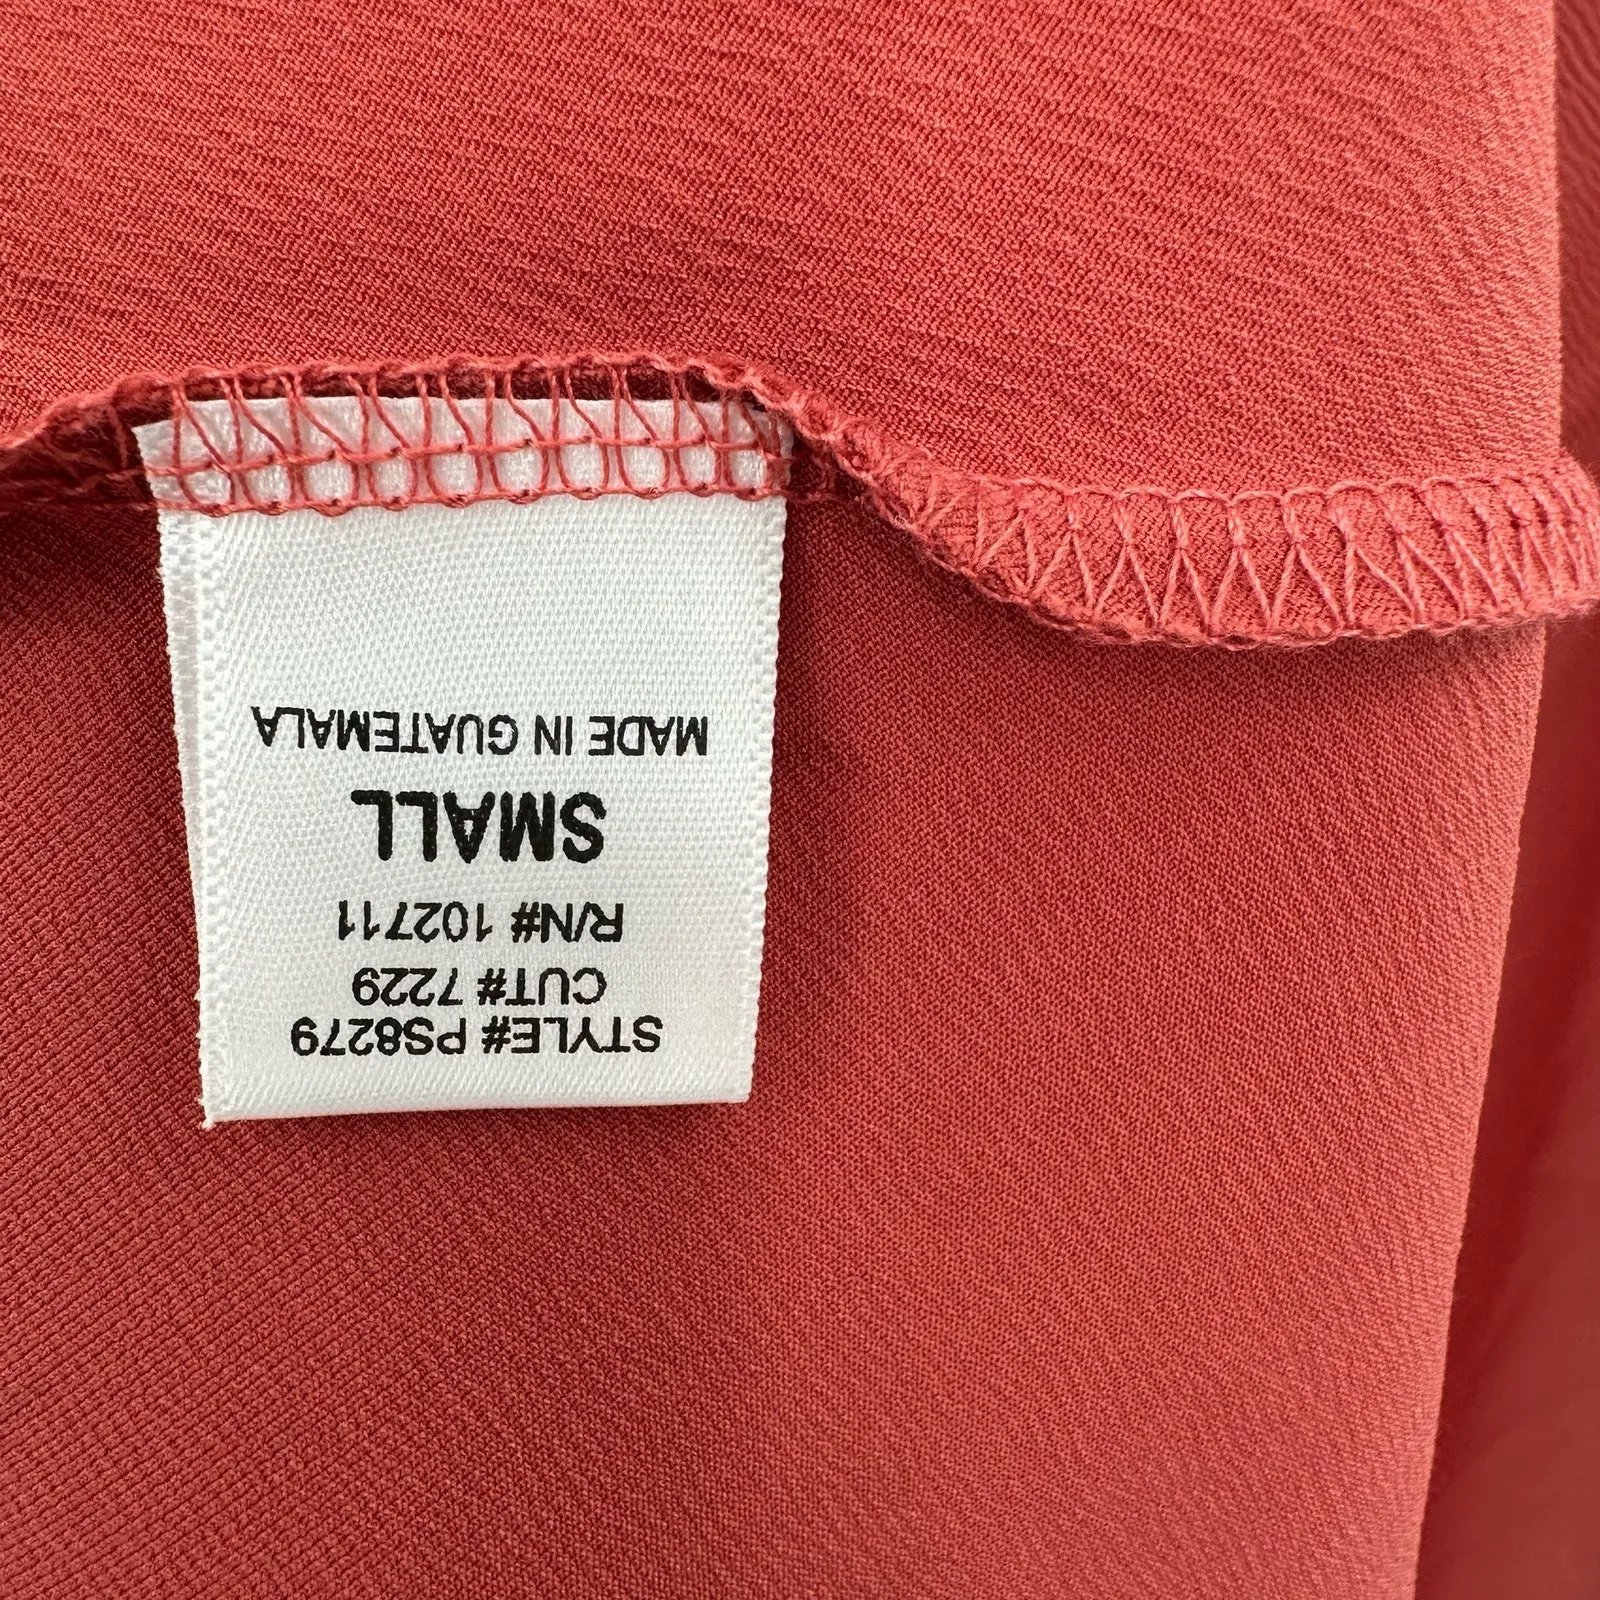 STYLE# PS8279
CUT# 7229
R/N# 102711
SMALL
MADE IN GUATEMALA